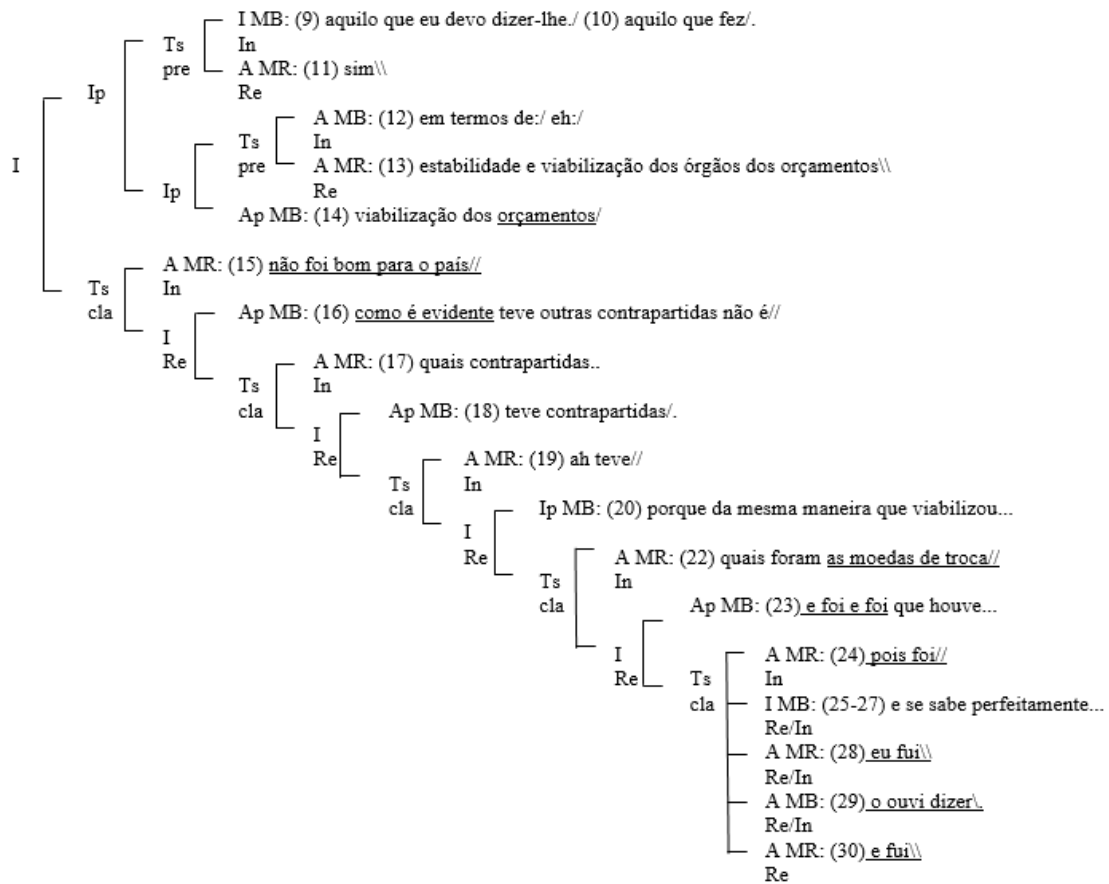 I MB: (9) aquilo que eu devo dizer-lhe./ (10) aquilo que fez/.
Ts In
pre A MR: (11) sim\\
Ip Re
A MB: (12) em termos de:/ eh:/
Ts In
I pre A MR: (13) estabilidade e viabilização dos órgãos dos orçamentos\\
Ip Re
Ap MB: (14) viabilização dos orçamentos/
A MR: (15) não foi bom para o país//
Ts In
cla Ap MB: (16) como é evidente teve outras contrapartidas não é//
I
Re A MR: (17) quais contrapartidas..
Ts In
cla Ap MB: (18) teve contrapartidas/.
I
Re A MR: (19) ah teve//
Ts In
cla Ip MB: (20) porque da mesma maneira que viabilizou...
I
Re A MR: (22) quais foram as moedas de troca//
Ts In
cla Ap MB: (23) e foi e foi que houve...
I A MR: (24) pois foi//
Re Ts In
cla I MB: (25-27) e se sabe perfeitamente...
Re/In
A MR: (28) eu fui\\
Re/In
A MB: (29) o ouvi dizer\.
Re/In
A MR: (30) e fui\\
Re